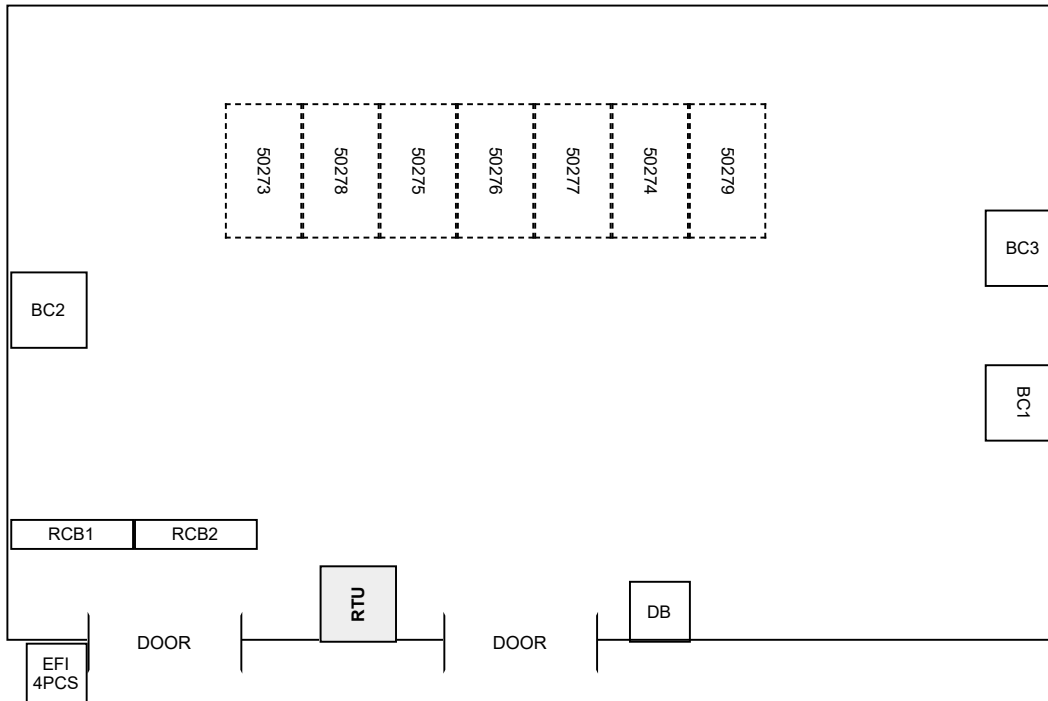 50273
50278
50275
50276
50277
50274
50279
BC3
BC2
BC1
RCB1
RCB2
RTU
DB
DOOR
DOOR
EFI
4PCS